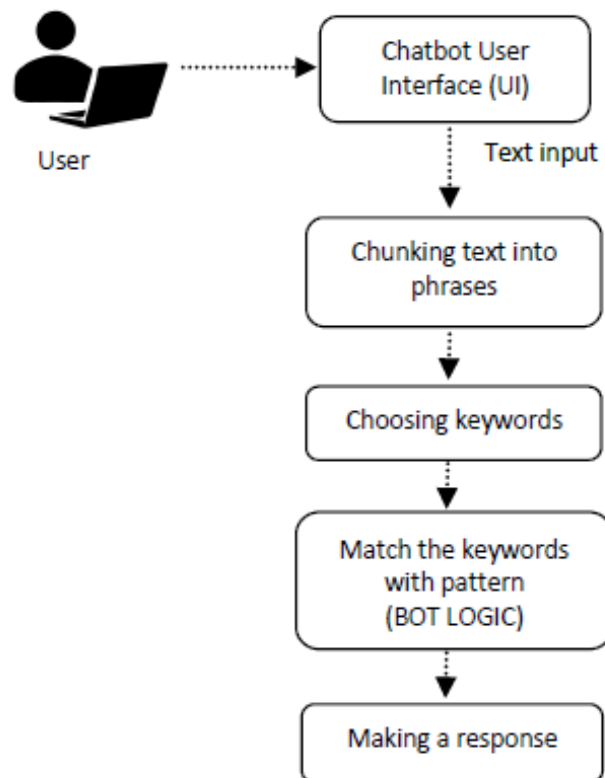 Chatbot User
Interface (UI)
User
Text input
Chunking text into
phrases
Choosing keywords
Match the keywords
with pattern
(BOT LOGIC)
Making a response